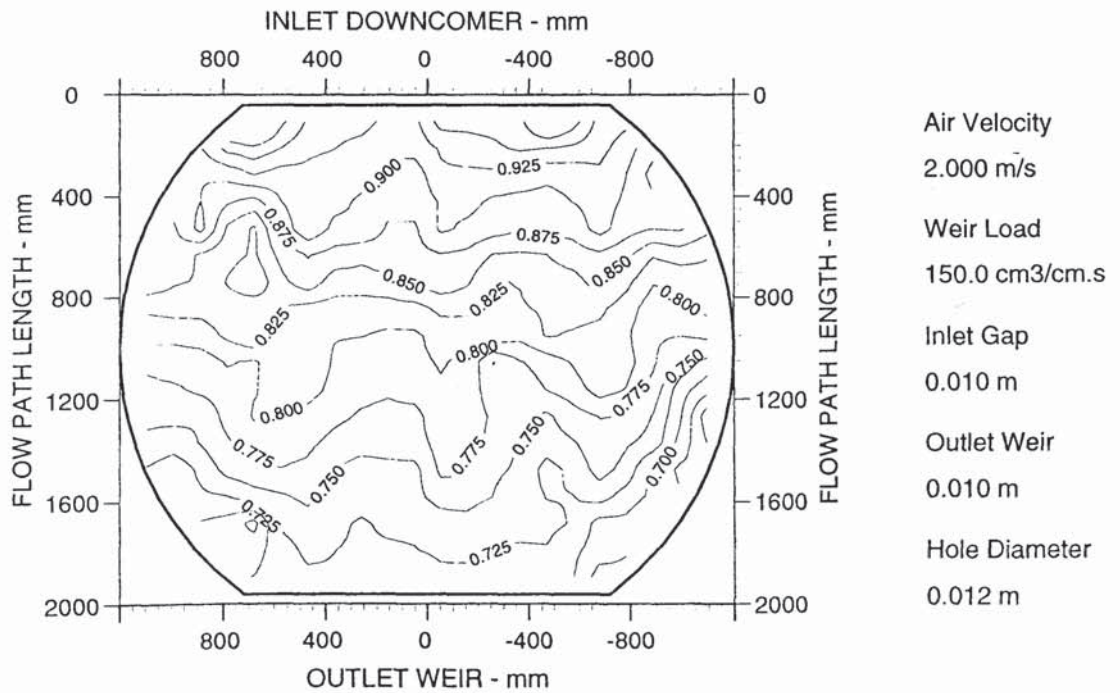 INLET DOWNCOMER - mm
800 400 0 -400 -800
0 0
400 400
800 800
1200 1200
1600 1600
2000 2000
FLOW PATH LENGTH - mm
FLOW PATH LENGTH - mm
0.900 0.925
0.875 0.875
0.850 0.850
0.825 0.825 0.800
0.800 0.750
0.800 0.775
0.775 0.775 0.750 0.700
0.750
0.725 0.725
800 400 0 -400 -800
OUTLET WEIR - mm
Air Velocity
2.000 m/s
Weir Load
150.0 cm3/cm.s
Inlet Gap
0.010 m
Outlet Weir
0.010 m
Hole Diameter
0.012 m